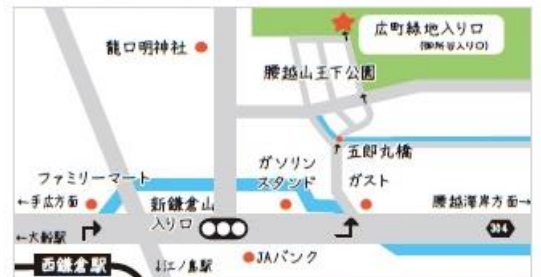 広町緑地入り口
(御所谷入り口)
龍口明神社
腰越山王下公園
五郎丸橋
ガソリン
スタンド
ガスト
ファミリーマート
←手広方面
新鎌倉山
入り口
腰越海岸方面→
304
←大船駅
西鎌倉駅
↓江ノ島駅
JAバンク